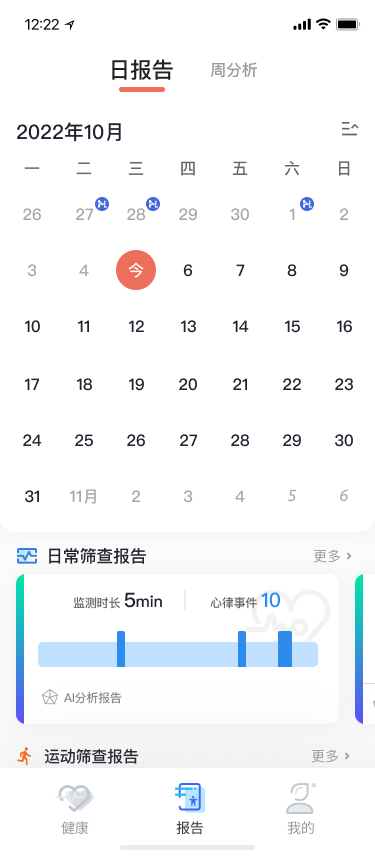 12:22
日报告 周分析
2022年10月
一 二 三 四 五 六 日
26 27 28 29 30 1 2
3 4 今 6 7 8 9
10 11 12 13 14 15 16
17 18 19 20 21 22 23
24 25 26 27 28 29 30
31 11月 2 3 4 5 6
日常筛查报告 更多
监测时长 5min 心律事件 10
AI分析报告
运动筛查报告 更多
健康 报告 我的